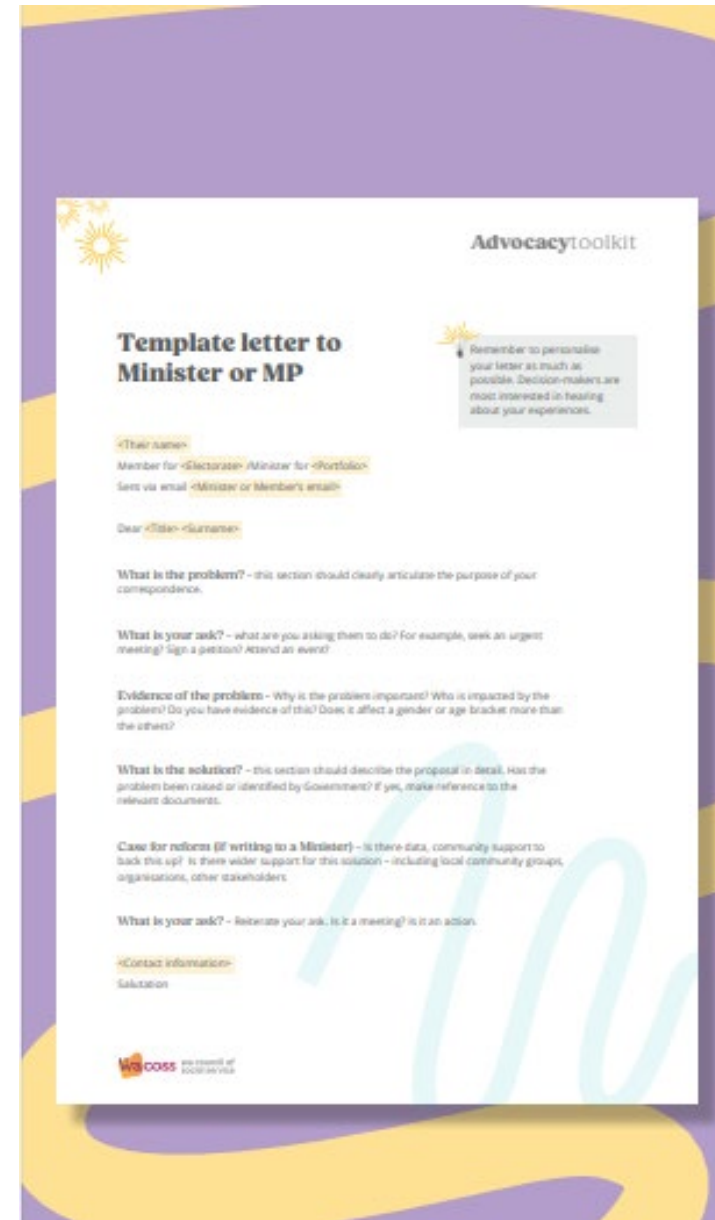 Advocacytoolkit
Template letter to
Minister or MP
Remember to personalise
your letter as much as
possible. Decision-makers are
most interested in hearing
about your experiences.
<Their name>
Member for <Electorate> /Minister for <Portfolio>
Sent via email <Minister or Member's email>
Dear <Title> <Surname>
What is the problem? – this section should clearly articulate the purpose of your
correspondence.
What is your ask? – what are you asking them to do? For example, seek an urgent
meeting? Sign a petition? Attend an event?
Evidence of the problem – Why is the problem important? Who is impacted by the
problem? Do you have evidence of this? Does it affect a gender or age bracket more than
the others?
What is the solution? – this section should describe the proposal in detail. Has the
problem been raised or identified by Government? If yes, make reference to the
relevant documents.
Case for reform (if writing to a Minister) – Is there data, community support to
back this up? Is there wider support for this solution – including local community groups,
organisations, other stakeholders
What is your ask? – Reiterate your ask. Is it a meeting? Is it an action.
<Contact information>
Salutation
wacoss wa council of
social service